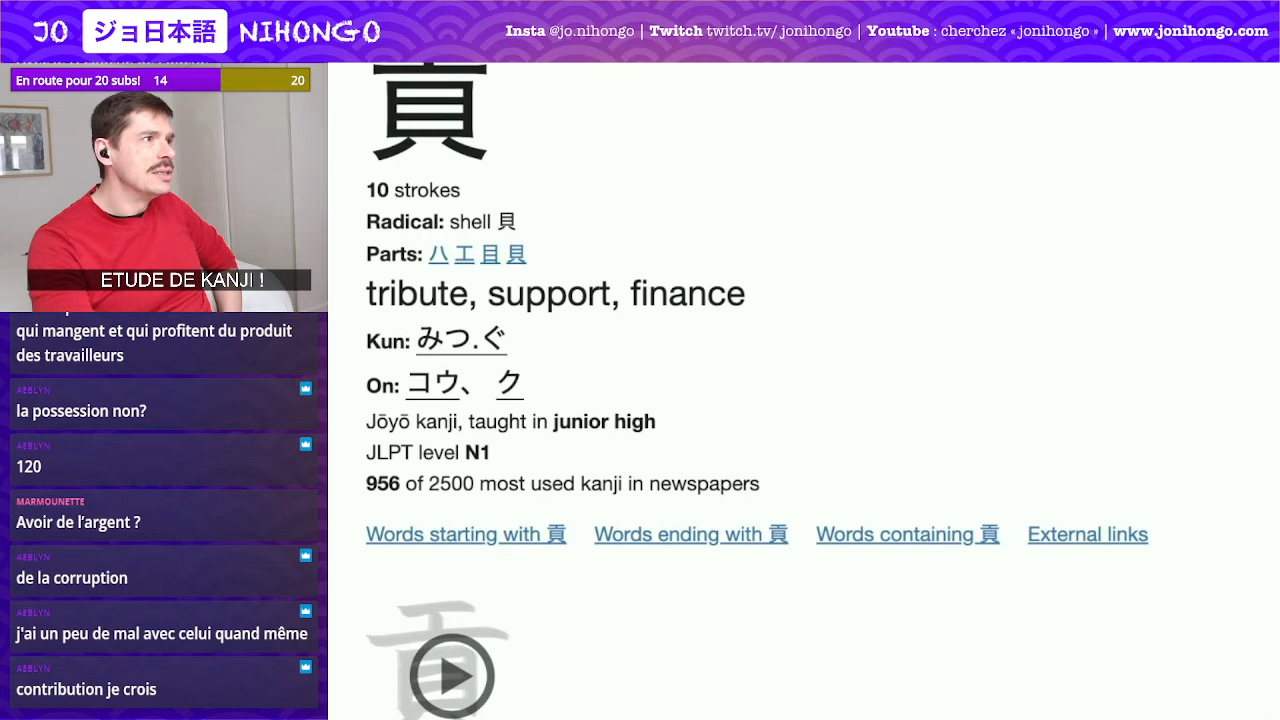 JO ジョ日本語 NIHONGO
Insta @jo.nihongo | Twitch twitch.tv/jonihongo | Youtube : cherchez « jonihongo » | www.jonihongo.com
En route pour 20 subs! 14 20
ETUDE DE KANJI !
qui mangent et qui profitent du produit
des travailleurs
AEBLYN
la possession non?
AEBLYN
120
MARMOUNETTE
Avoir de l'argent ?
AEBLYN
de la corruption
AEBLYN
j'ai un peu de mal avec celui quand même
AEBLYN
contribution je crois
貢
10 strokes
Radical: shell 貝
Parts: ハ 工 目 貝
tribute, support, finance
Kun: みつ.ぐ
On: コウ、 ク
Jōyō kanji, taught in junior high
JLPT level N1
956 of 2500 most used kanji in newspapers
Words starting with 貢 Words ending with 貢 Words containing 貢 External links
貢